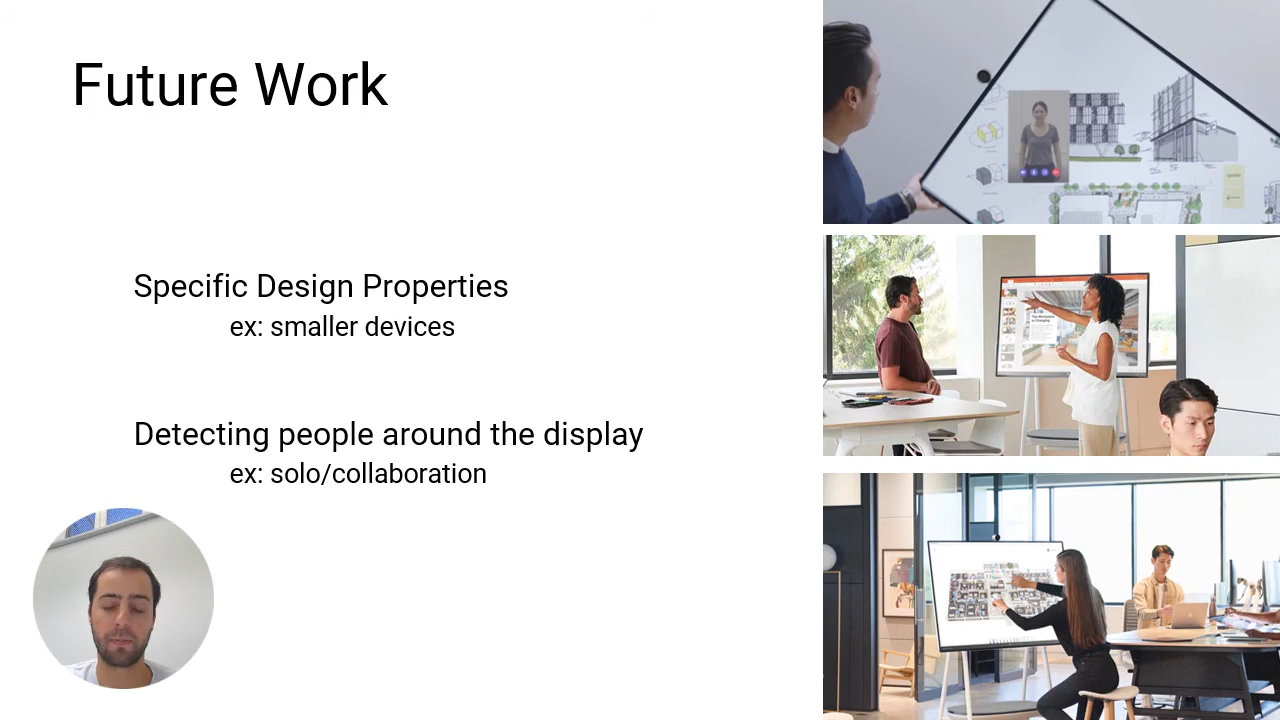 Future Work
Specific Design Properties
ex: smaller devices
Detecting people around the display
ex: solo/collaboration